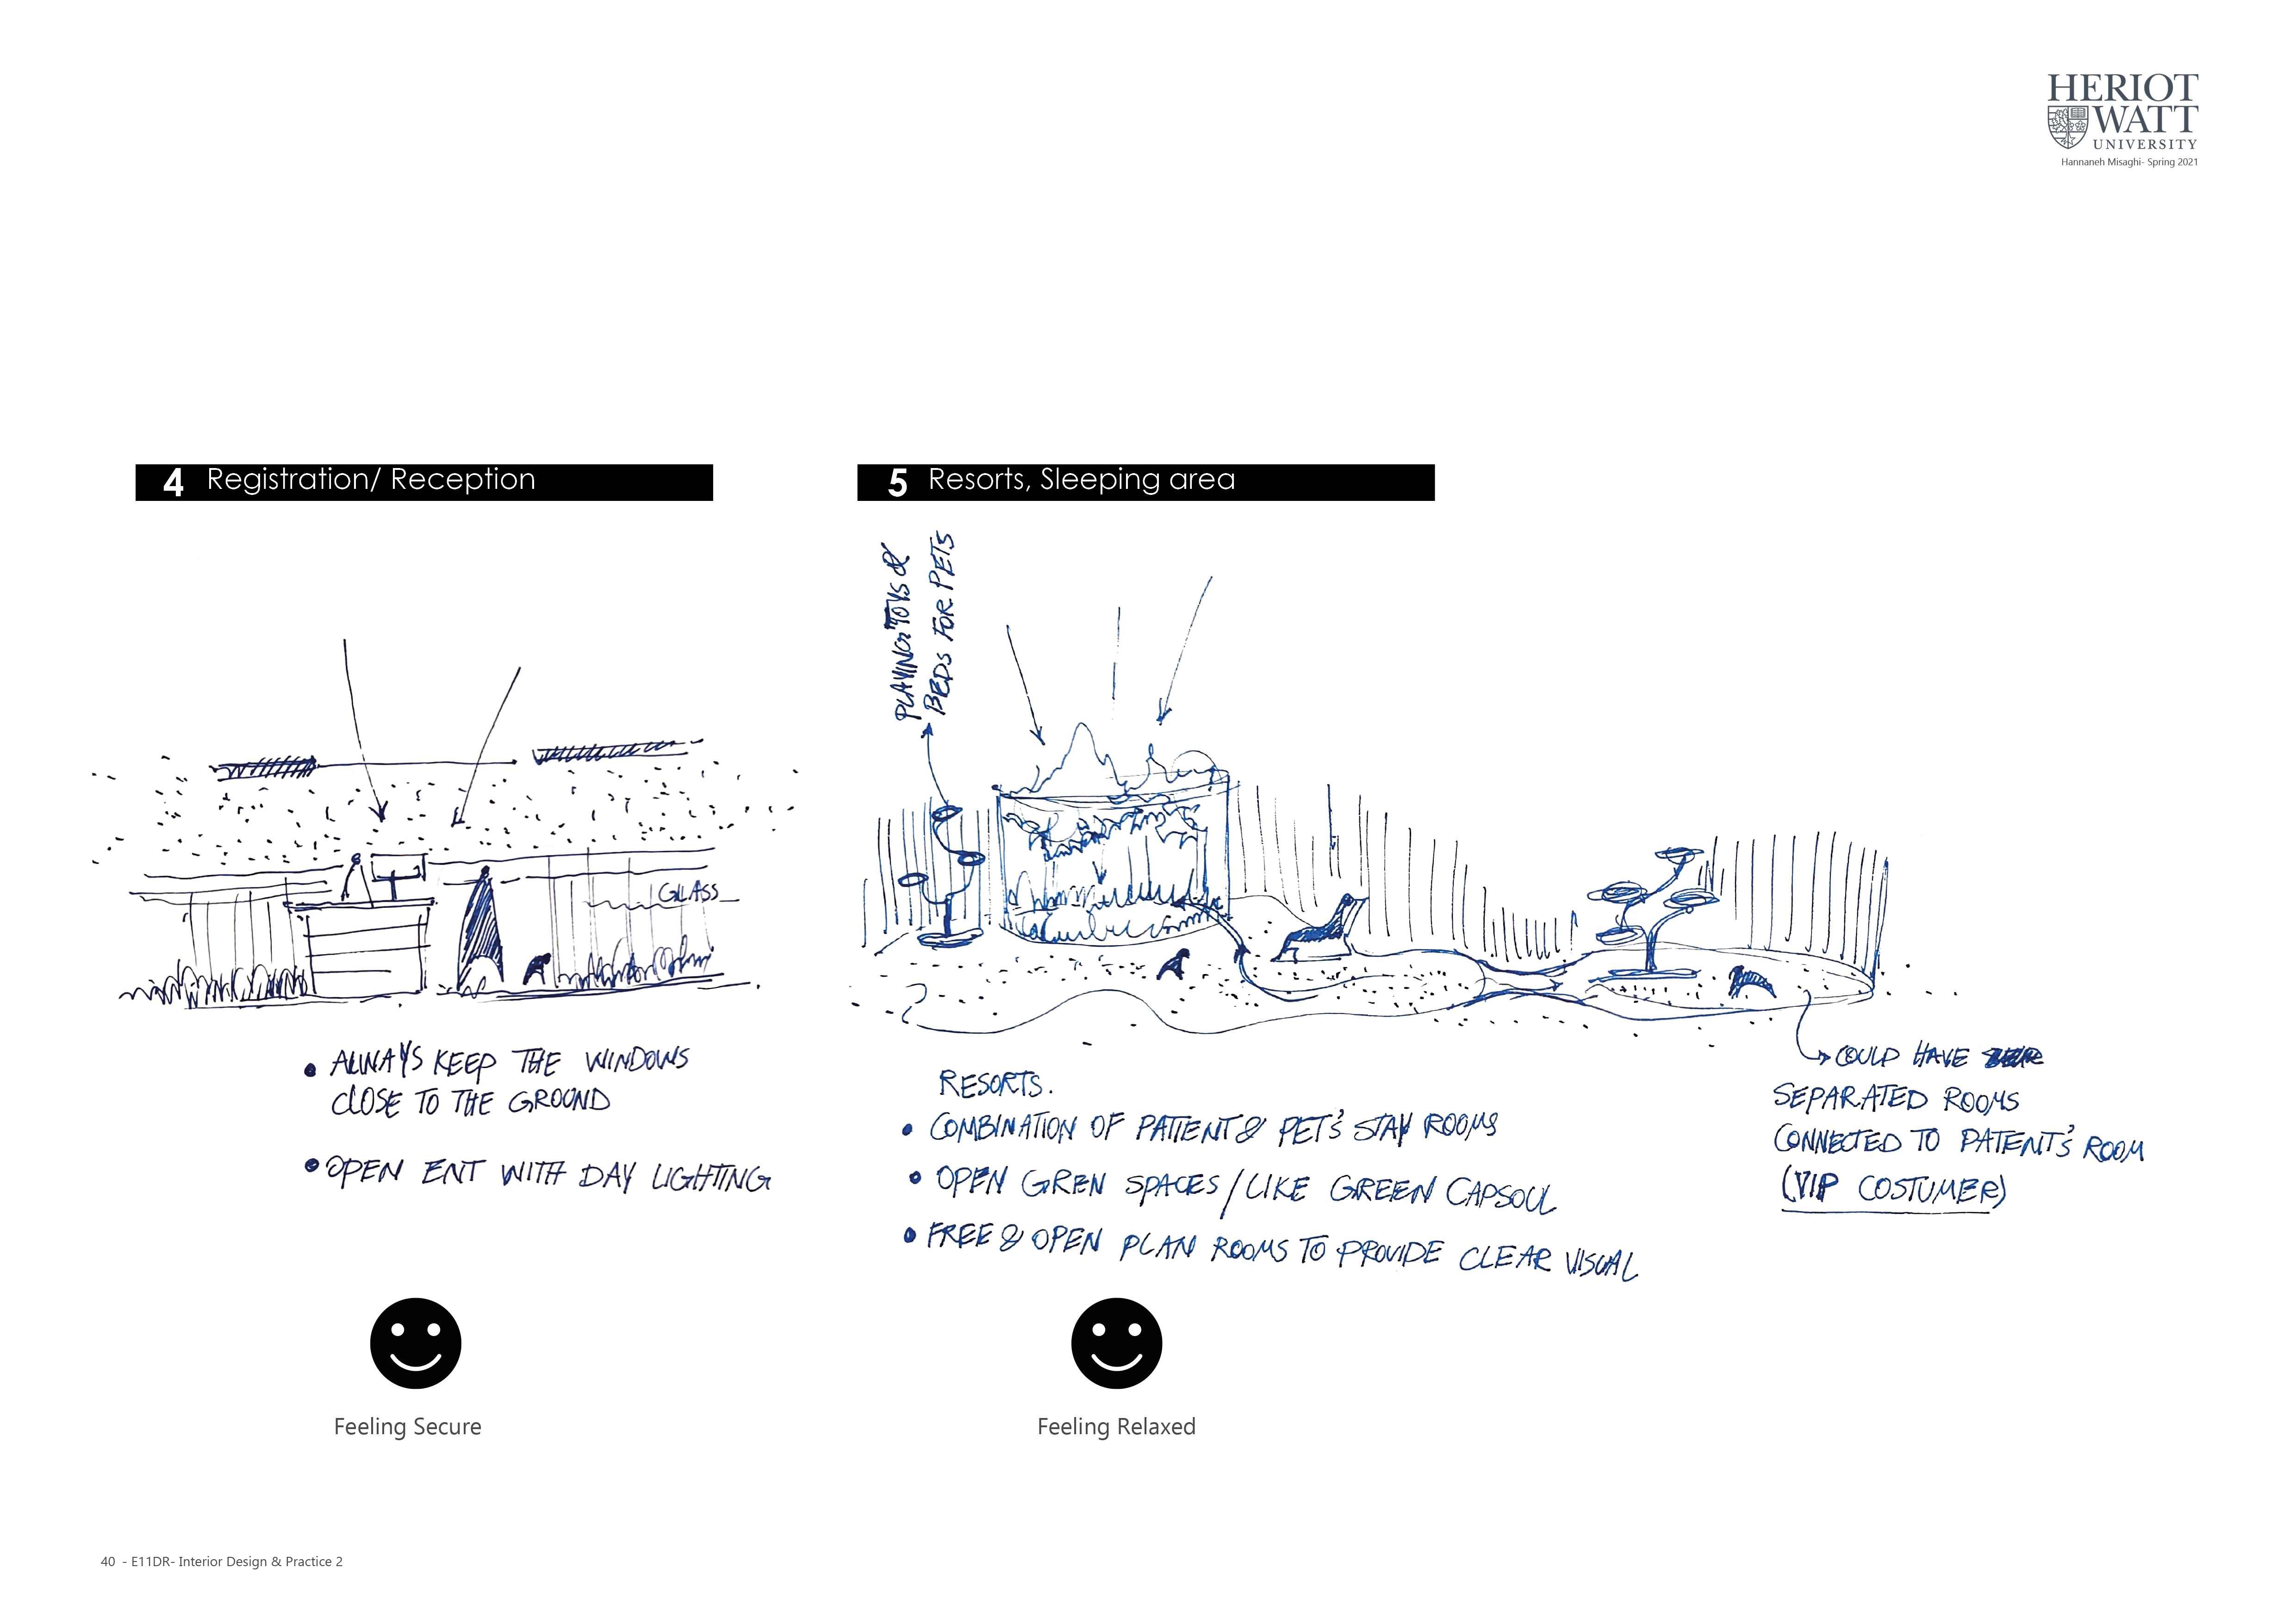 HERIOT
WATT
UNIVERSITY
Hannaneh Misaghi- Spring 2021
4 Registration/ Reception
GLASS
• ALWAYS KEEP THE WINDOWS
CLOSE TO THE GROUND
• OPEN ENT WITH DAY LIGHTING
Feeling Secure
5 Resorts, Sleeping area
PLAYING TOYS &
BEDS FOR PETS
RESORTS.
• COMBINATION OF PATIENT & PET'S STAY ROOMS
• OPEN GREN SPACES / LIKE GREEN CAPSOUL
• FREE & OPEN PLAN ROOMS TO PROVIDE CLEAR VISUAL
COULD HAVE
SEPARATED ROOMS
CONNECTED TO PATENT'S ROOM
(VIP COSTUMER)
Feeling Relaxed
40 - E11DR- Interior Design & Practice 2